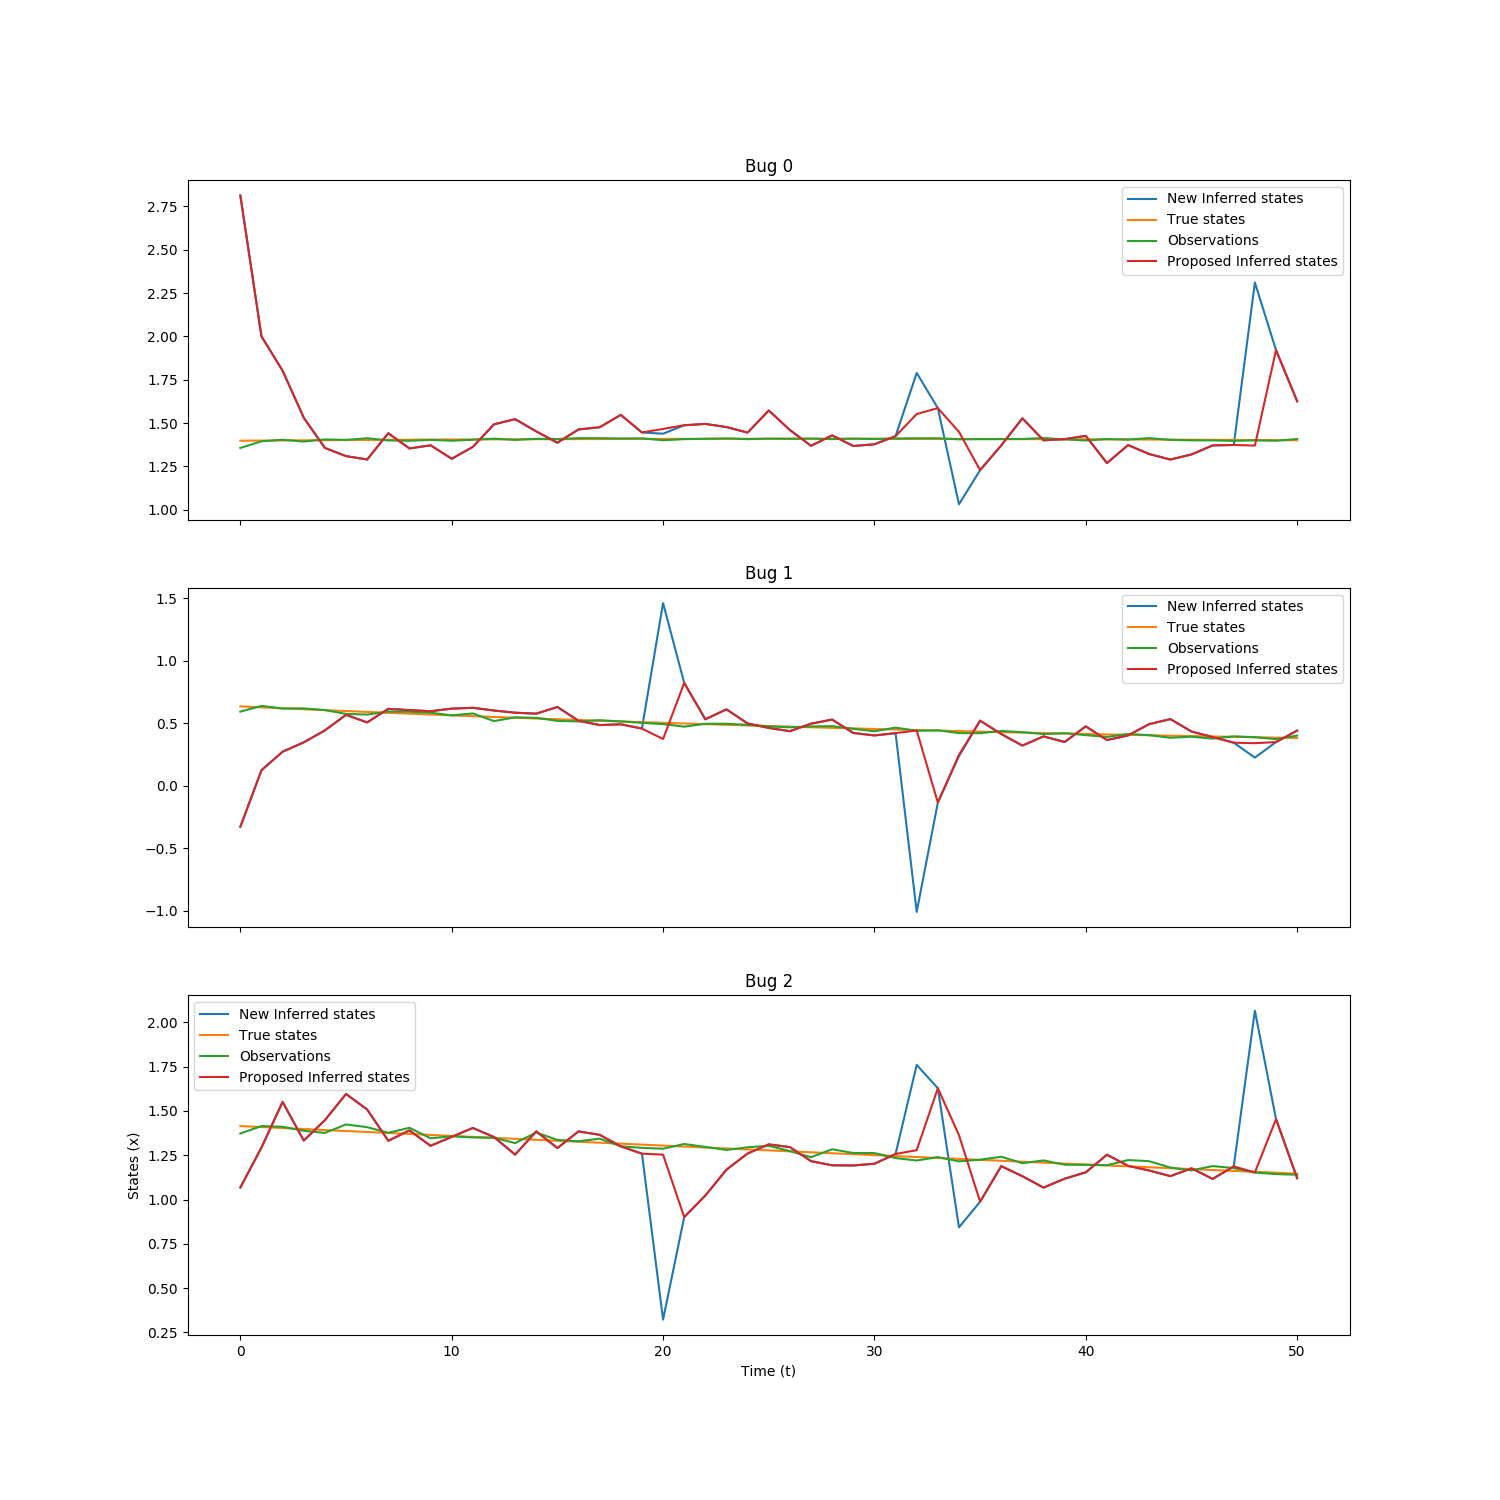 Bug 0
2.75
2.50
2.25
2.00
1.75
1.50
1.25
1.00
New Inferred states
True states
Observations
Proposed Inferred states
Bug 1
1.5
1.0
0.5
0.0
−0.5
−1.0
New Inferred states
True states
Observations
Proposed Inferred states
Bug 2
2.00
1.75
1.50
1.25
1.00
0.75
0.50
0.25
States (x)
New Inferred states
True states
Observations
Proposed Inferred states
0 10 20 30 40 50
Time (t)